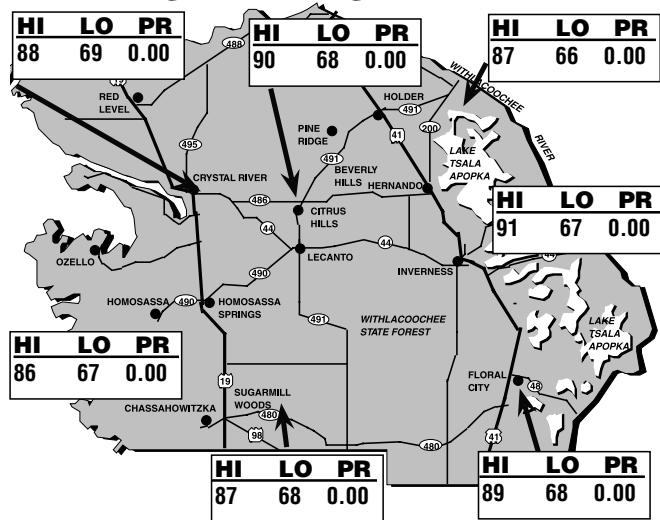 HI LO PR
88 69 0.00
HI LO PR
90 68 0.00
HI LO PR
87 66 0.00
488
19
WITHLACOOCHEE
RIVER
RED
LEVEL
HOLDER
491
PINE
RIDGE
41
200
495
491
LAKE
TSALA
APOPKA
BEVERLY
HILLS
CRYSTAL RIVER
HERNANDO
486
HI LO PR
91 67 0.00
CITRUS
HILLS
44
44
44
OZELLO
LECANTO
INVERNESS
490
HOMOSASSA
490
HOMOSASSA
SPRINGS
491
WITHLACOOCHEE
STATE FOREST
LAKE
TSALA
APOPKA
HI LO PR
86 67 0.00
19
FLORAL
CITY
48
SUGARMILL
WOODS
CHASSAHOWITZKA
480
98
480
41
HI LO PR
87 68 0.00
HI LO PR
89 68 0.00